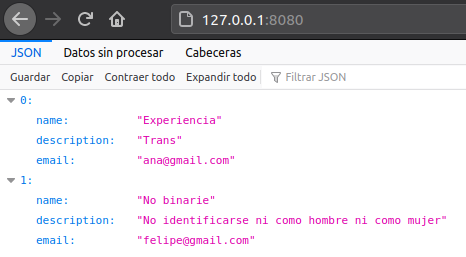 127.0.0.1:8080
JSON Datos sin procesar Cabeceras
Guardar Copiar Contraer todo Expandir todo Filtrar JSON
0:
name: "Experiencia"
description: "Trans"
email: "ana@gmail.com"
1:
name: "No binarie"
description: "No identificarse ni como hombre ni como mujer"
email: "felipe@gmail.com"